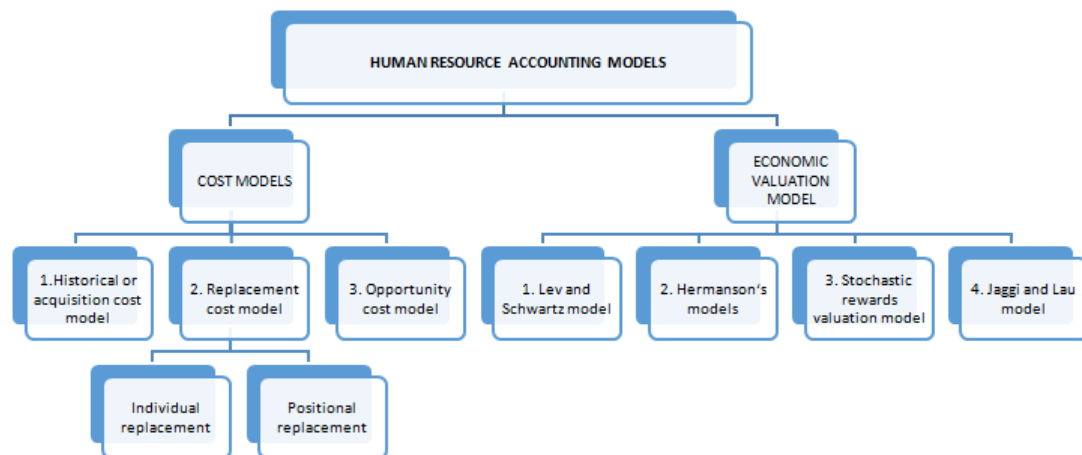 HUMAN RESOURCE ACCOUNTING MODELS
COST MODELS
ECONOMIC
VALUATION
MODEL
1.Historical or
acquisition cost
model
2. Replacement
cost model
3. Opportunity
cost model
1. Lev and
Schwartz model
2. Hermanson‘s
models
3. Stochastic
rewards
valuation model
4. Jaggi and Lau
model
Individual
replacement
Positional
replacement